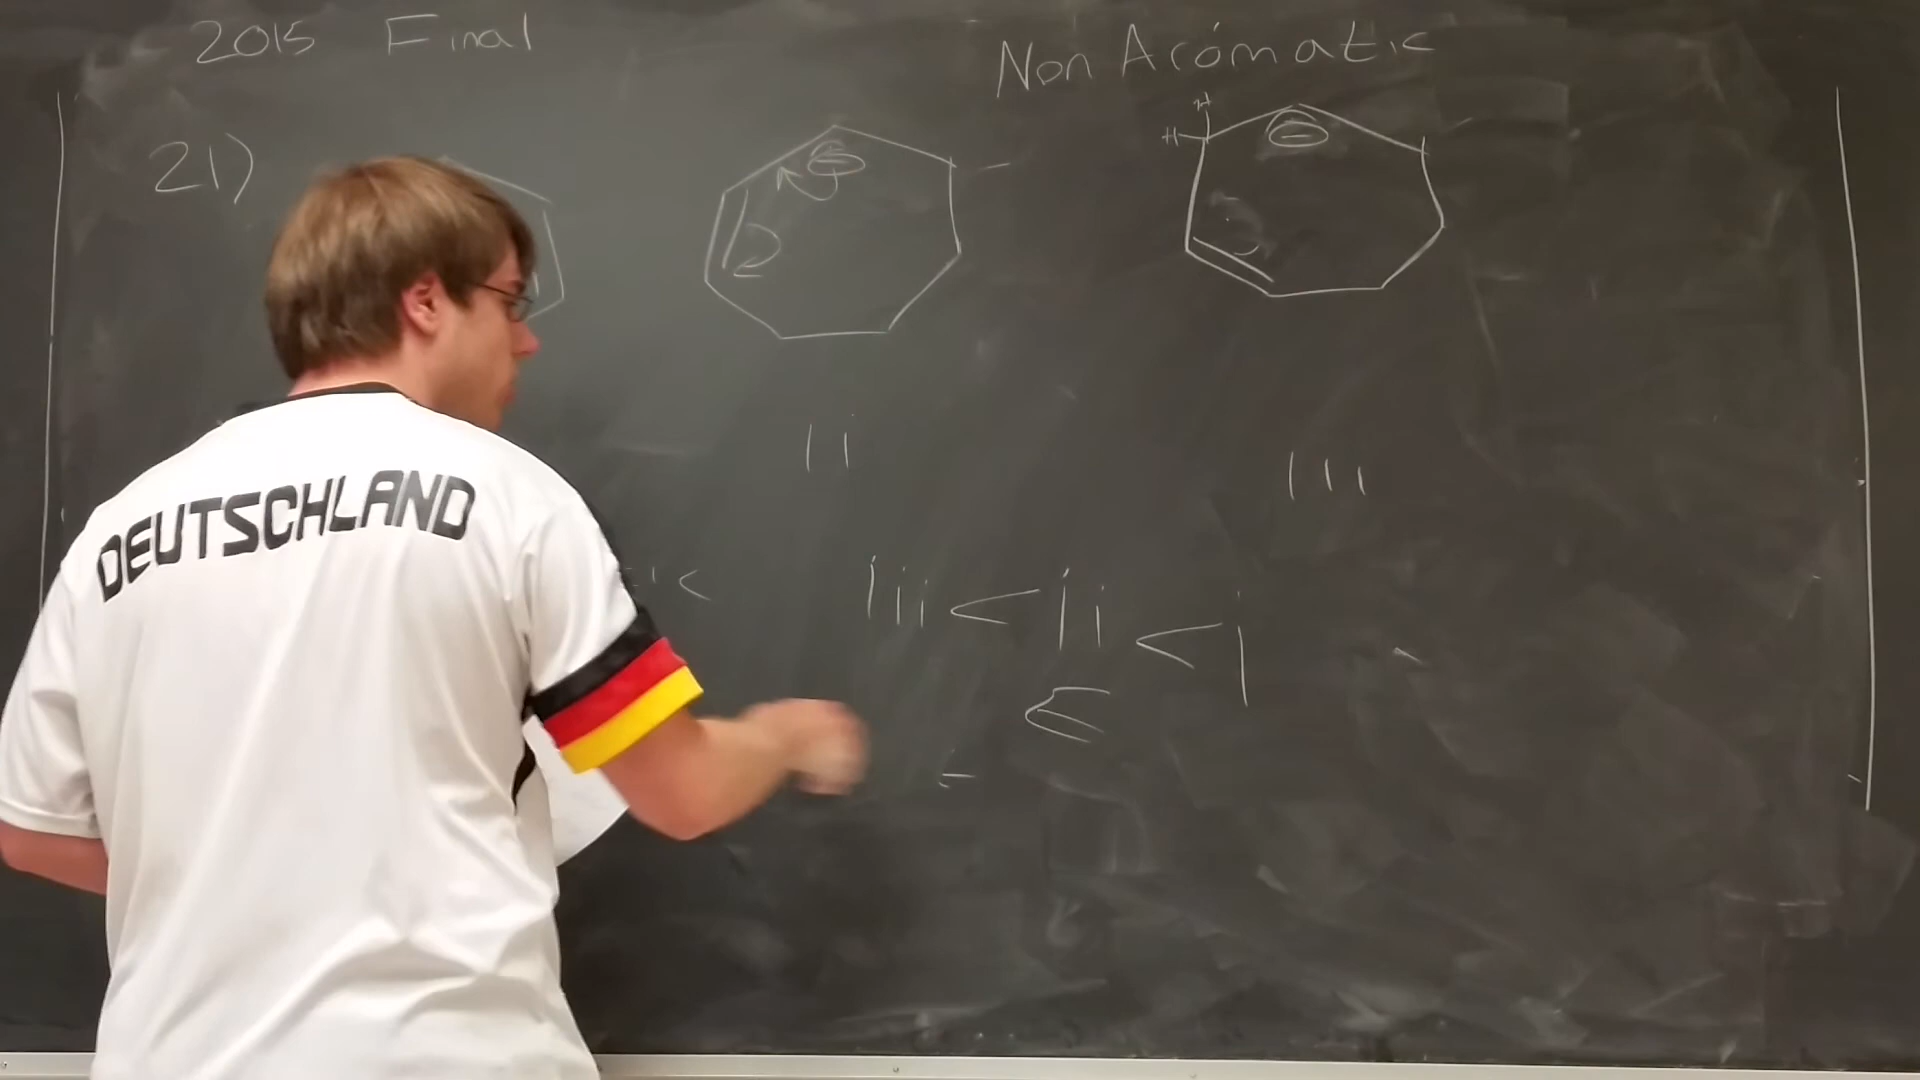 2015 Final
Non Aromatic
21)
H
H
ii
iii
iii < ii < i
DEUTSCHLAND